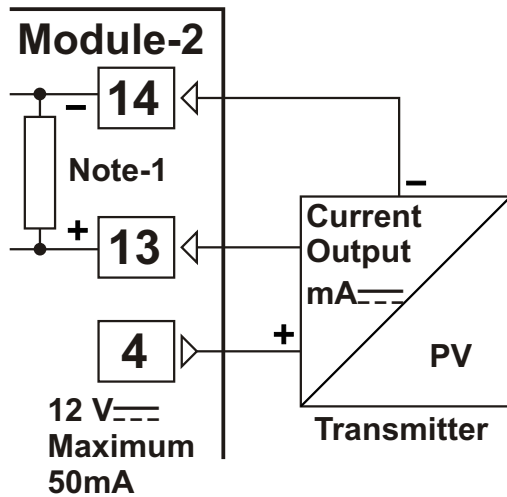 Module-2
− 14
Note-1
+ 13
4
12 V
Maximum
50mA
−
Current
Output
mA
+
PV
Transmitter